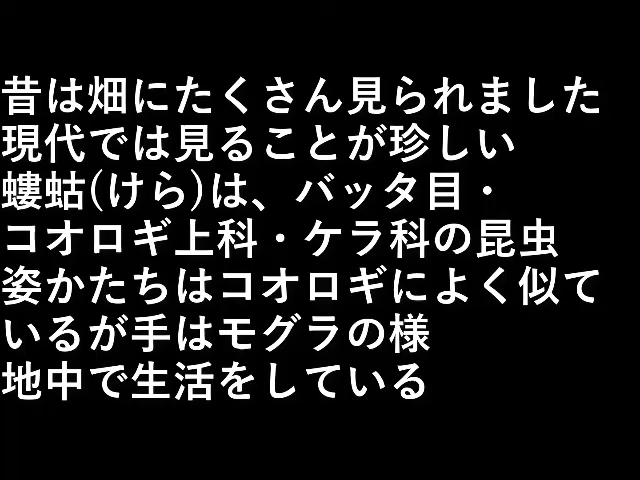 昔は畑にたくさん見られました
現代では見ることが珍しい
螻蛄(けら)は、バッタ目・
コオロギ上科・ケラ科の昆虫
姿かたちはコオロギによく似て
いるが手はモグラの様
地中で生活をしている